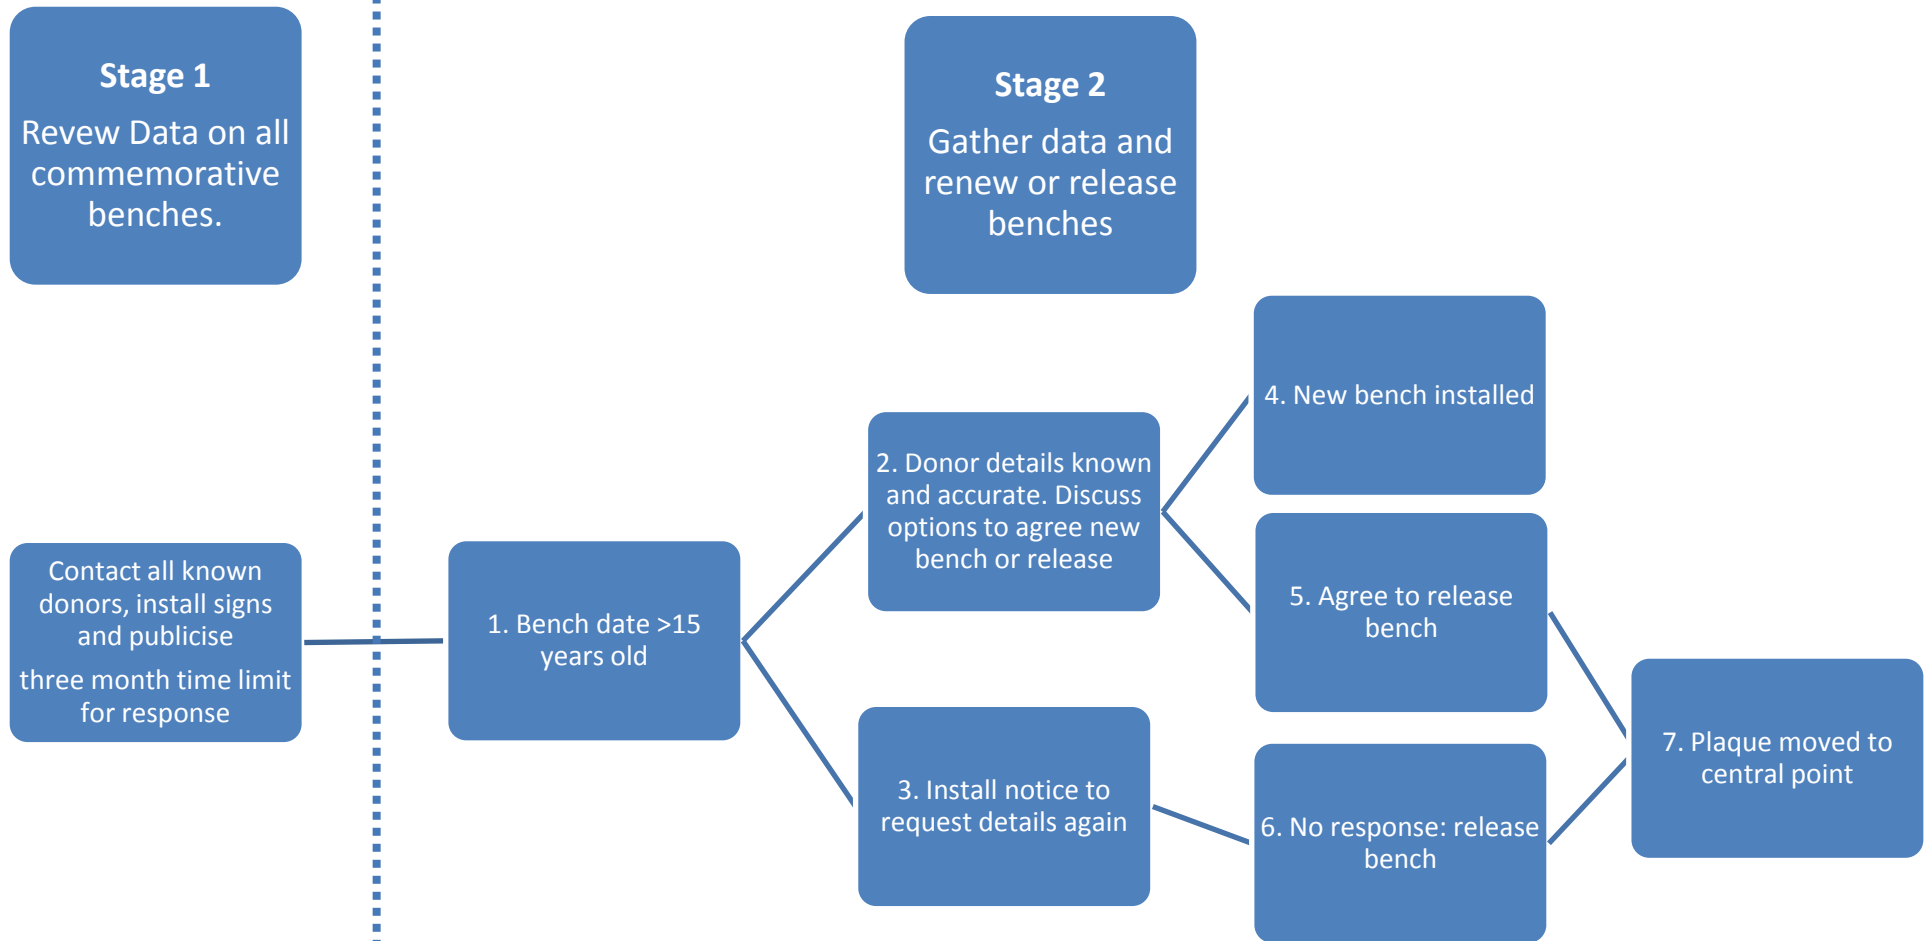 Stage 1
Revew Data on all
commemorative
benches.
Stage 2
Gather data and
renew or release
benches
Contact all known
donors, install signs
and publicise
three month time limit
for response
1. Bench date >15
years old
2. Donor details known
and accurate. Discuss
options to agree new
bench or release
3. Install notice to
request details again
4. New bench installed
5. Agree to release
bench
6. No response: release
bench
7. Plaque moved to
central point